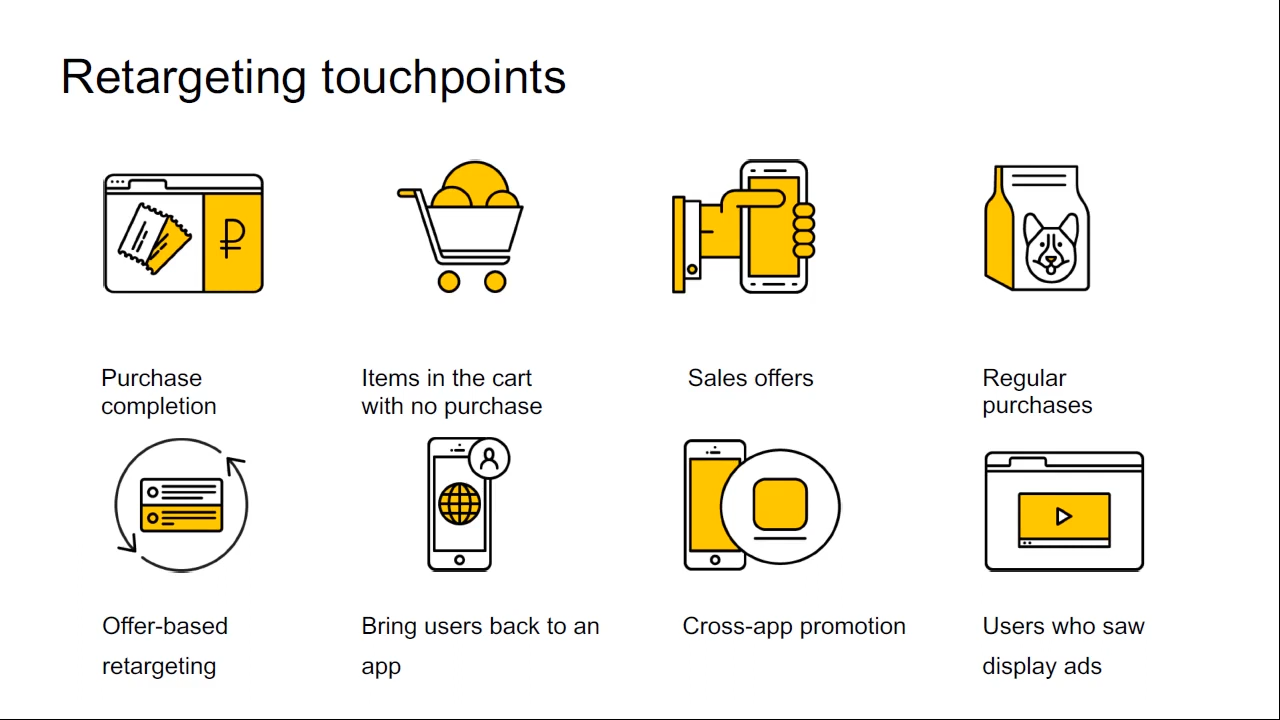 Retargeting touchpoints
₽
Purchase
completion
Items in the cart
with no purchase
Sales offers
Regular
purchases
Offer-based
retargeting
Bring users back to an
app
Cross-app promotion
Users who saw
display ads